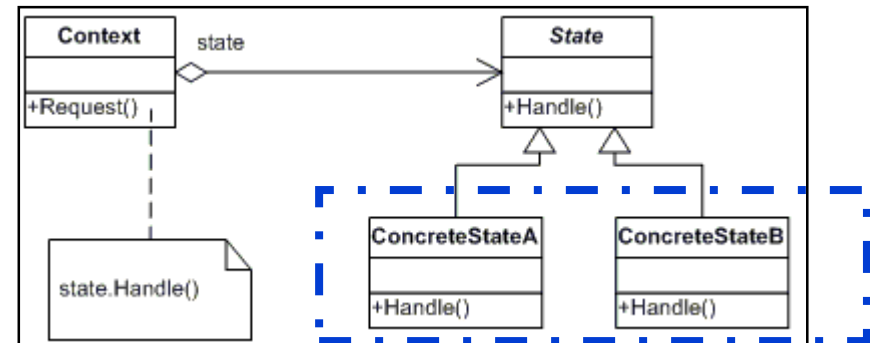 Context
state
State
+Request()
+Handle()
ConcreteStateA
ConcreteStateB
state.Handle()
+Handle()
+Handle()